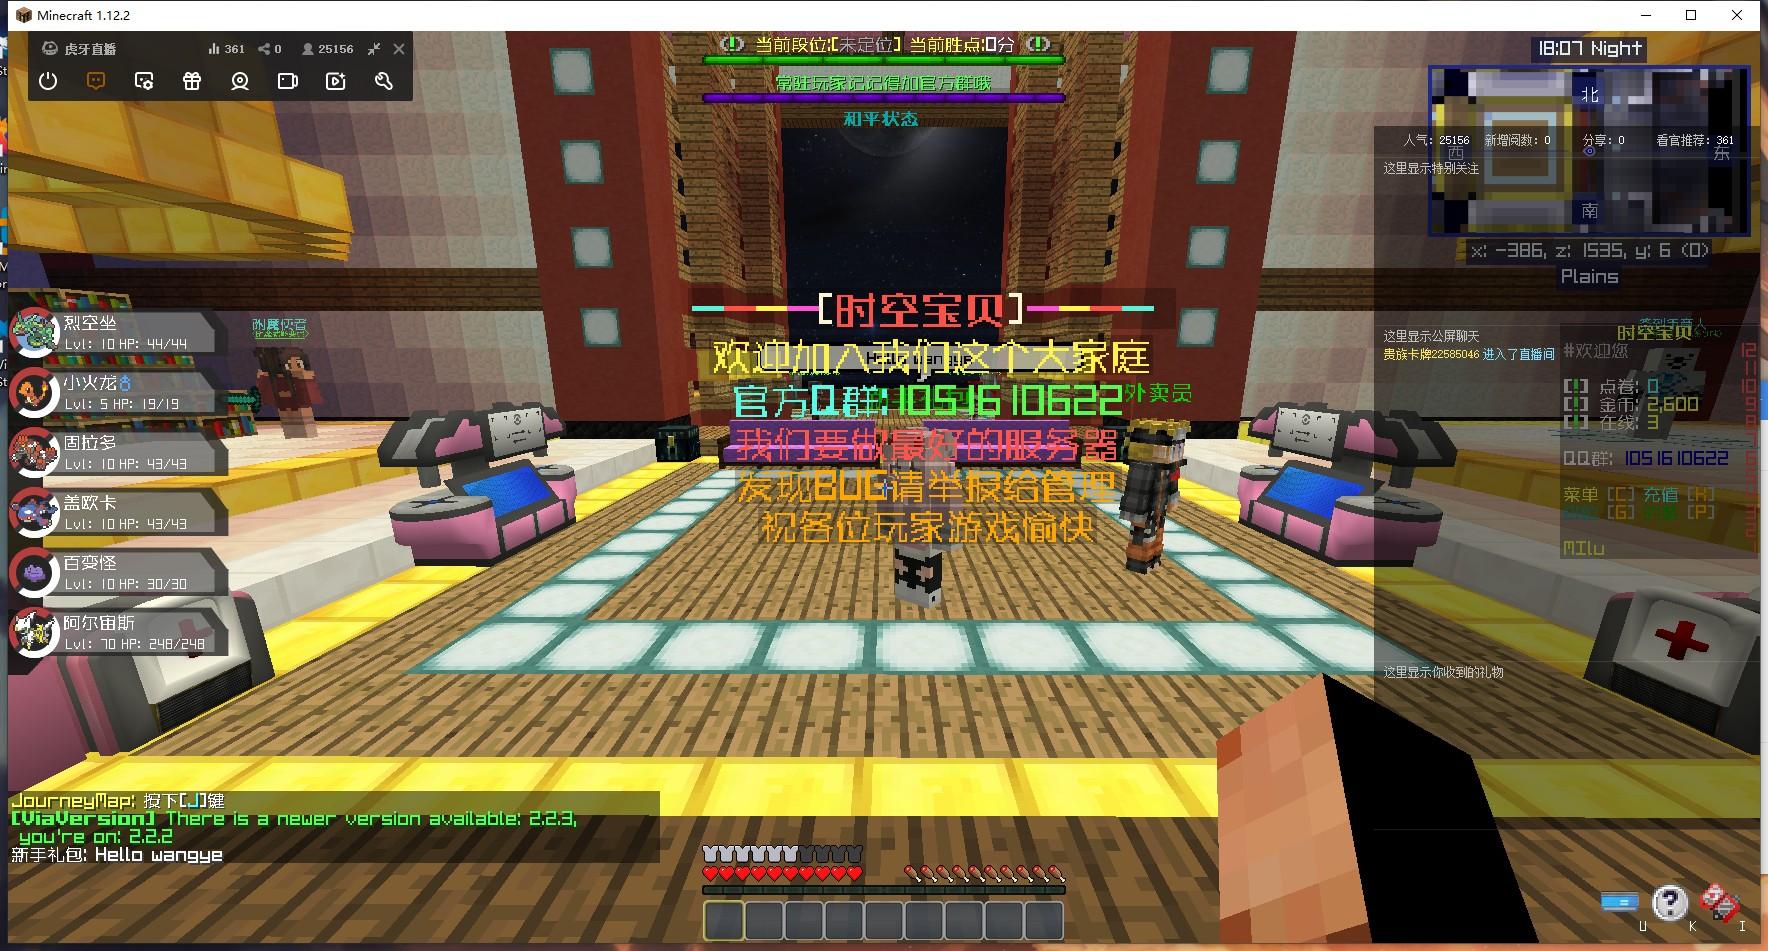 Minecraft 1.12.2
虎牙直播
361 0 25156
当前段位:[未定位] 当前胜点:0分
常驻玩家记记得加官方群哦
和平状态
18:07 Night
北
西
东
南
人气: 25156 新增阅数: 0 分享: 0 看官推荐: 361
这里显示特别关注
x: -386, z: 1535, y: 6 (0)
Plains
[时空宝贝]
欢迎加入我们这个大家庭
官方Q群:1051610622
外卖员
我们要做最好的服务器
发现BUG请举报给管理
祝各位玩家游戏愉快
烈空坐
Lvl: 10 HP: 44/44
小火龙
Lvl: 5 HP: 19/19
固拉多
Lvl: 10 HP: 43/43
盖欧卡
Lvl: 10 HP: 43/43
百变怪
Lvl: 10 HP: 30/30
阿尔宙斯
Lvl: 70 HP: 248/248
附属使者
这里显示公屏聊天
贵族卡牌22585046 进入了直播间
时空宝贝
#欢迎您
[!] 点卷: 0
[!] 金币: 2,600
[!] 在线: 3
QQ群: 1051610622
菜单 [C] 充值 [K]
[G] [P]
MIlu
这里显示你收到的礼物
JourneyMap: 按下[J]键
[ViaVersion] There is a newer version available: 2.2.3,
you're on: 2.2.2
新手礼包: Hello wangye
U K I